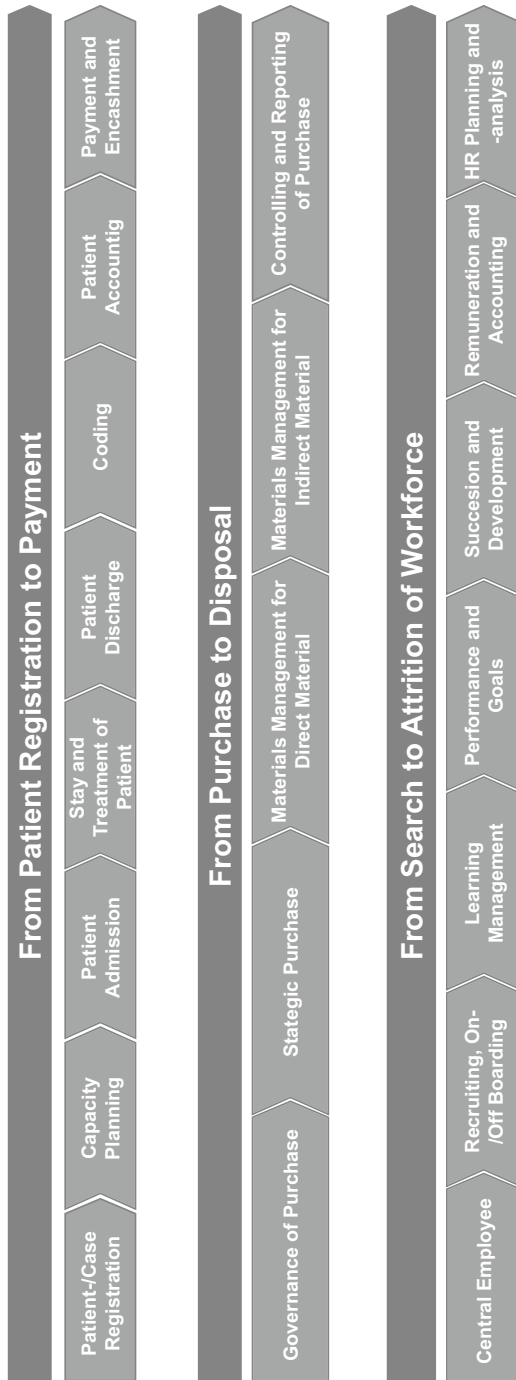 From Patient Registration to Payment
Patient-/Case
Registration
Capacity
Planning
Patient
Admission
Stay and
Treatment of
Patient
Patient
Discharge
Coding
Patient
Accountig
Payment and
Encashment
From Purchase to Disposal
Governance of Purchase
Stategic Purchase
Materials Management for
Direct Material
Materials Management for
Indirect Material
Controlling and Reporting
of Purchase
From Search to Attrition of Workforce
Central Employee
Recruiting, On-
/Off Boarding
Learning
Management
Performance and
Goals
Succesion and
Development
Remuneration and
Accounting
HR Planning and
-analysis